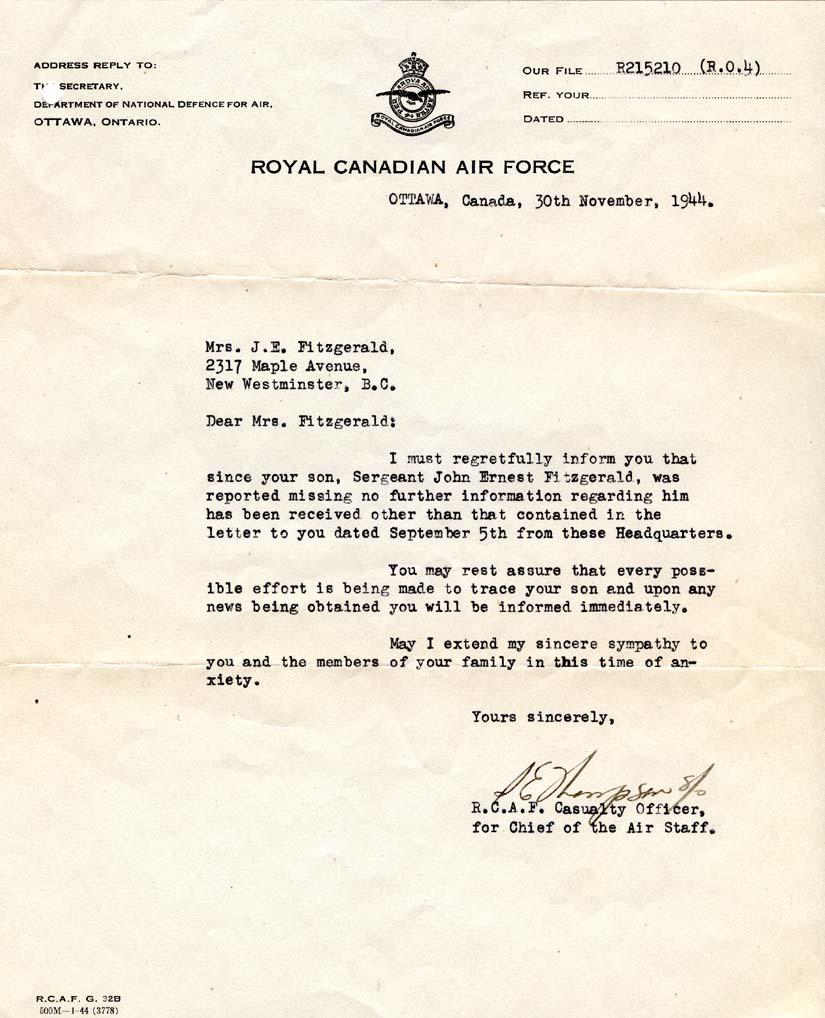 ADDRESS REPLY TO:
SECRETARY,
DEPARTMENT OF NATIONAL DEFENCE FOR AIR,
OTTAWA, ONTARIO.
ROYAL CANADIAN AIR FORCE
OUR FILE R215210 (R.O.4)
REF. YOUR
DATED
ROYAL CANADIAN AIR FORCE
OTTAWA, Canada, 30th November, 1944.
Mrs. J.E. Fitzgerald,
2317 Maple Avenue,
New Westminster, B.C.
Dear Mrs. Fitzgerald:
I must regretfully inform you that
since your son, Sergeant John Ernest Fitzgerald, was
reported missing no further information regarding him
has been received other than that contained in the
letter to you dated September 5th from these Headquarters.
You may rest assure that every poss-
ible effort is being made to trace your son and upon any
news being obtained you will be informed immediately.
May I extend my sincere sympathy to
you and the members of your family in this time of an-
xiety.
Yours sincerely,
Thompson
R.C.A.F. Casualty Officer,
for Chief of the Air Staff.
R.C.A.F. G. 32B
500M—1-44 (3778)